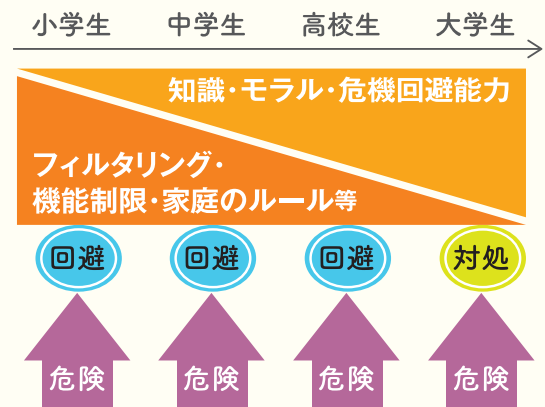 小学生 中学生 高校生 大学生
知識・モラル・危機回避能力
フィルタリング・
機能制限・家庭のルール等
回避 回避 回避 対処
危険 危険 危険 危険